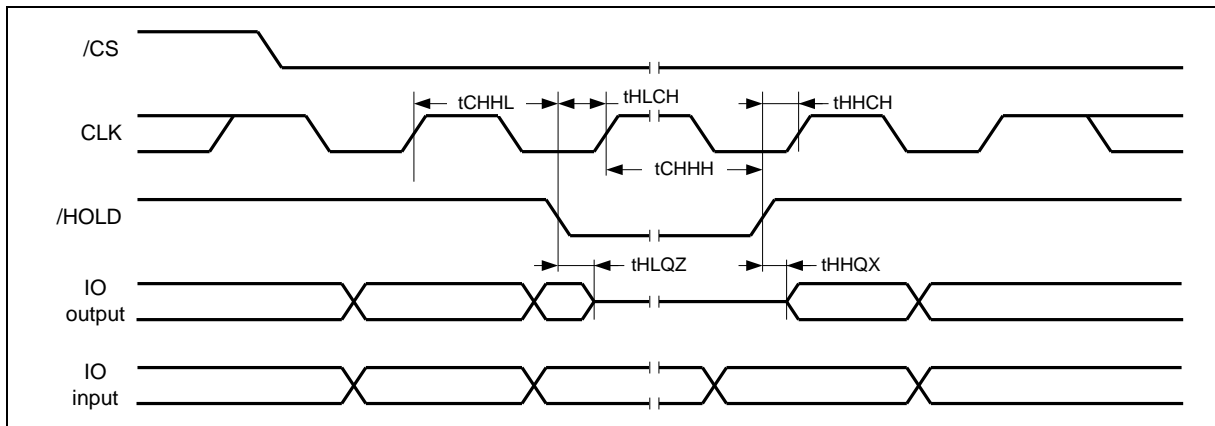 /CS
tCHHL
tHLCH
tHHCH
CLK
tCHHH
/HOLD
tHLQZ
tHHQX
IO
output
IO
input